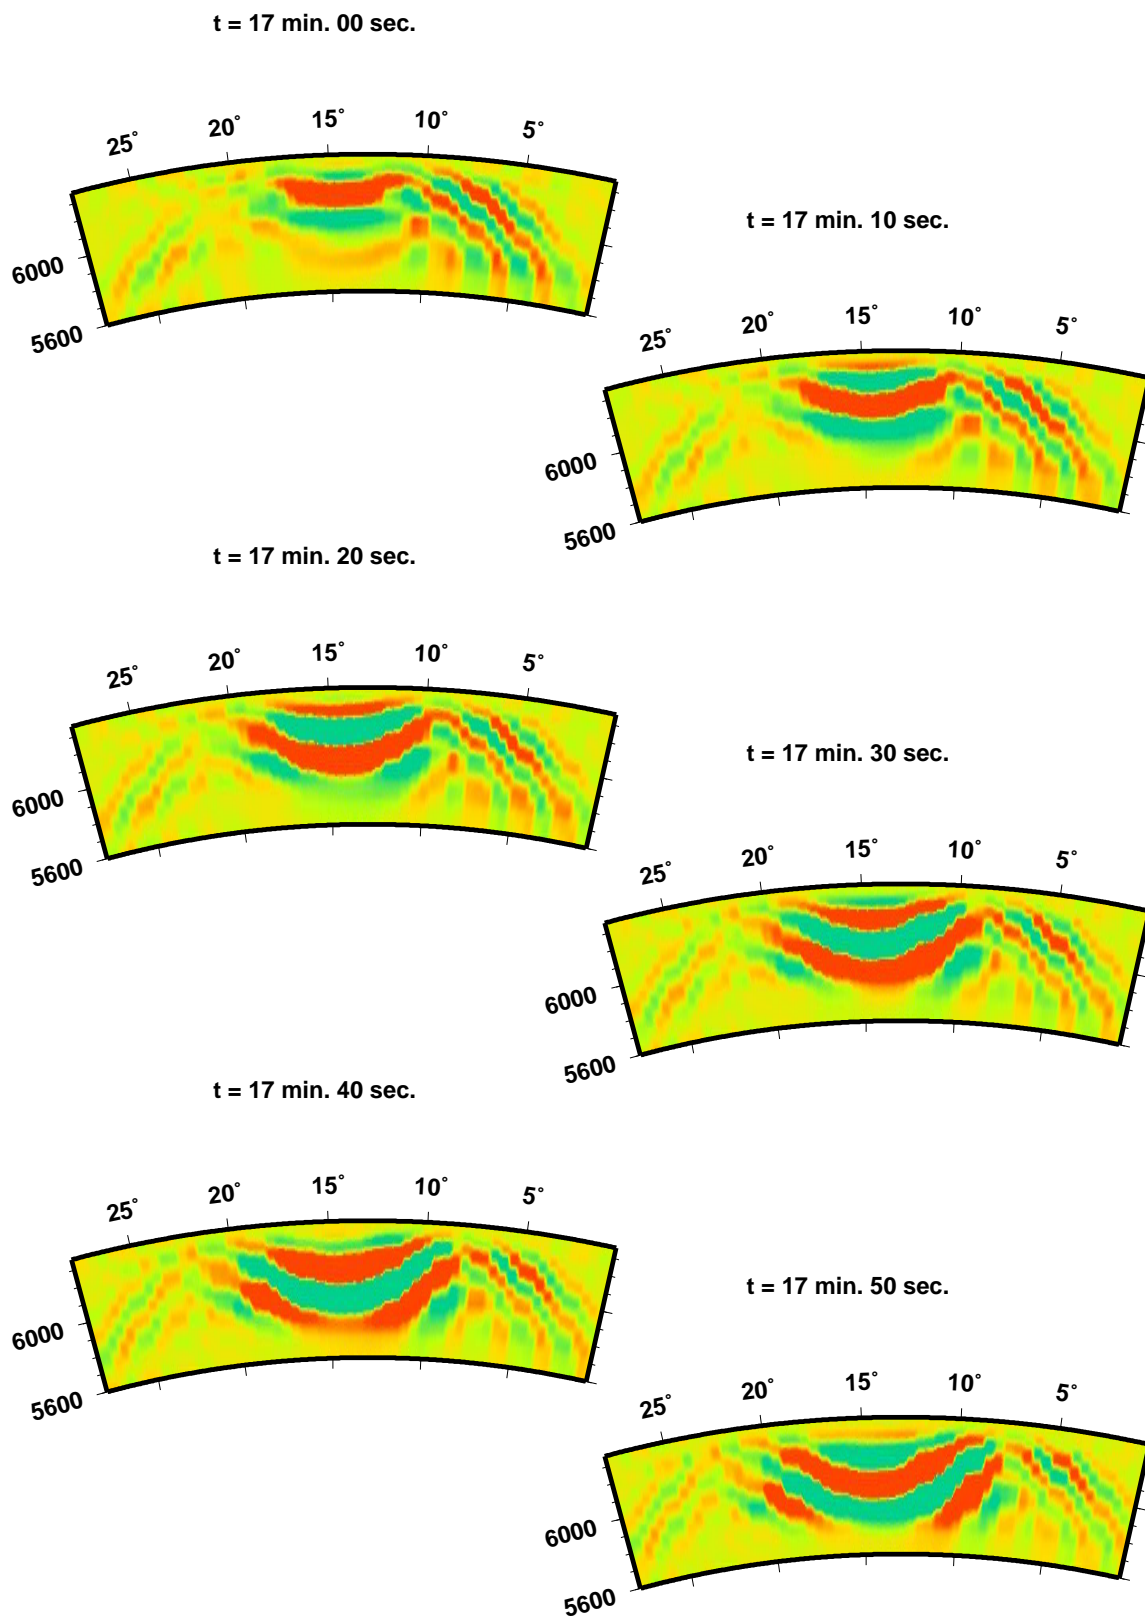 t = 17 min. 00 sec.
25° 20° 15° 10° 5°
6000
5600
t = 17 min. 10 sec.
25° 20° 15° 10° 5°
6000
5600
t = 17 min. 20 sec.
25° 20° 15° 10° 5°
6000
5600
t = 17 min. 30 sec.
25° 20° 15° 10° 5°
6000
5600
t = 17 min. 40 sec.
25° 20° 15° 10° 5°
6000
5600
t = 17 min. 50 sec.
25° 20° 15° 10° 5°
6000
5600